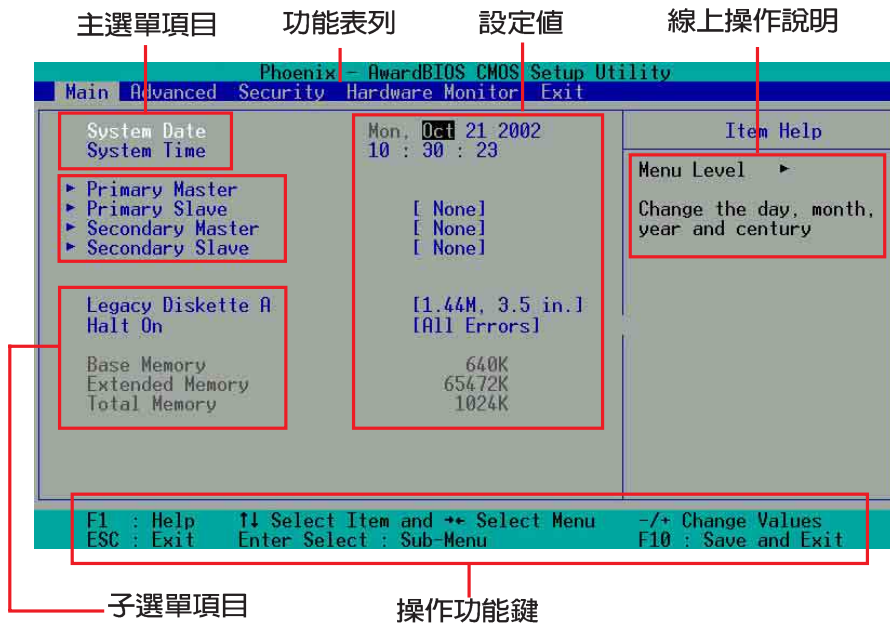 主選單項目 功能表列 設定值 線上操作說明
Phoenix - AwardBIOS CMOS Setup Utility
Main Advanced Security Hardware Monitor Exit
System Date Mon, Oct 21 2002 Item Help
System Time 10 : 30 : 23
Menu Level ►
► Primary Master
► Primary Slave [ None] Change the day, month,
► Secondary Master [ None] year and century
► Secondary Slave [ None]
Legacy Diskette A [1.44M, 3.5 in.]
Halt On [All Errors]
Base Memory 640K
Extended Memory 65472K
Total Memory 1024K
F1 : Help ↑↓ Select Item and →← Select Menu -/+ Change Values
ESC : Exit Enter Select : Sub-Menu F10 : Save and Exit
子選單項目 操作功能鍵